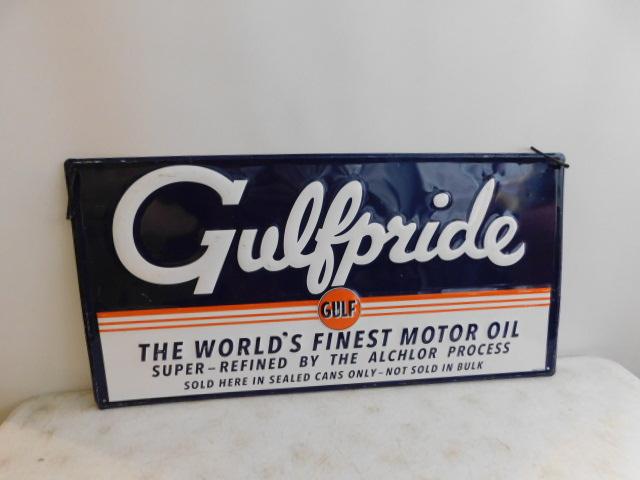 Gulfpride
GULF
THE WORLD'S FINEST MOTOR OIL
SUPER-REFINED BY THE ALCHLOR PROCESS
SOLD HERE IN SEALED CANS ONLY-NOT SOLD IN BULK